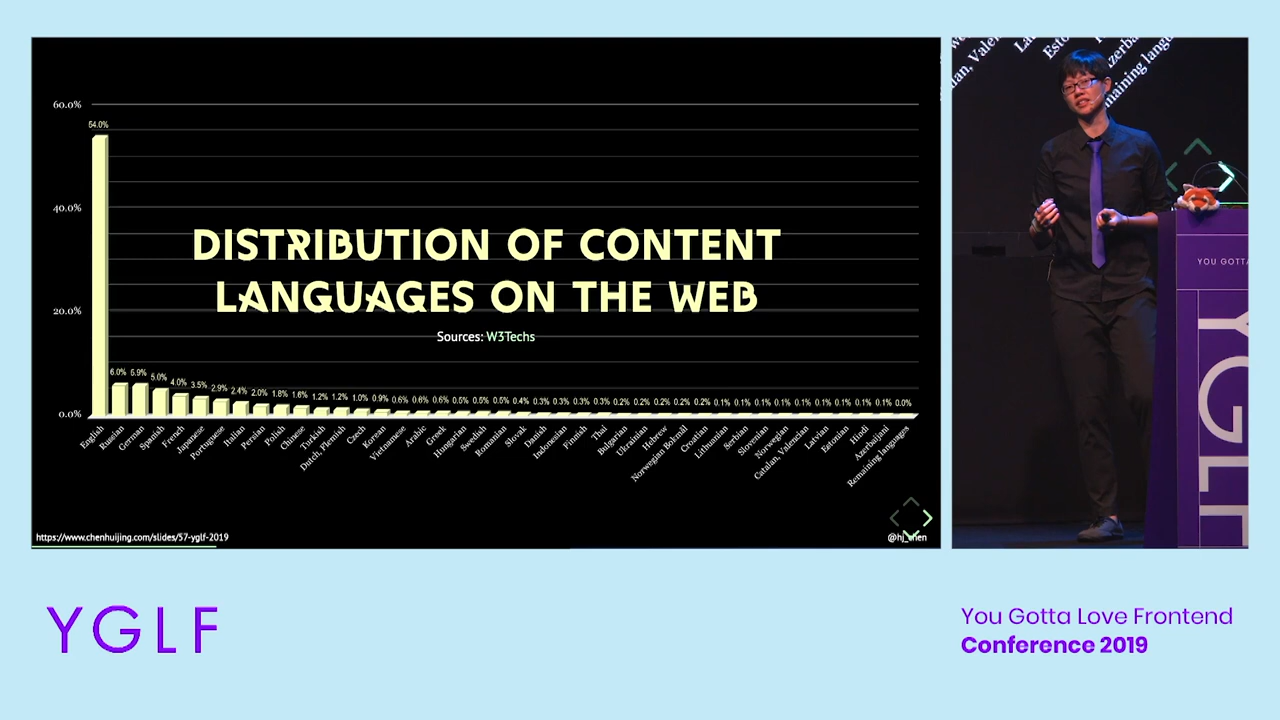 60.0%
40.0%
20.0%
0.0%
54.0%
6.0%
5.9%
5.0%
4.0%
3.5%
2.9%
2.4%
2.0%
1.8%
1.6%
1.2%
1.2%
1.0%
0.9%
0.6%
0.6%
0.6%
0.5%
0.5%
0.5%
0.4%
0.3%
0.3%
0.3%
0.3%
0.2%
0.2%
0.2%
0.2%
0.2%
0.1%
0.1%
0.1%
0.1%
0.1%
0.1%
0.1%
0.1%
0.1%
0.0%
DISTRIBUTION OF CONTENT
LANGUAGES ON THE WEB
Sources: W3Techs
English
Russian
German
Spanish
French
Japanese
Portuguese
Italian
Persian
Polish
Chinese
Turkish
Dutch, Flemish
Czech
Korean
Vietnamese
Arabic
Greek
Hungarian
Swedish
Romanian
Slovak
Danish
Indonesian
Finnish
Thai
Bulgarian
Ukrainian
Hebrew
Norwegian Bokmål
Croatian
Lithuanian
Serbian
Slovenian
Norwegian
Catalan, Valencian
Latvian
Estonian
Hindi
Azerbaijani
Remaining languages
https://www.chenhuijing.com/slides/57-yglf-2019
@hj_chen
YOU GOTTA
YGLF
YGLF
You Gotta Love Frontend
Conference 2019